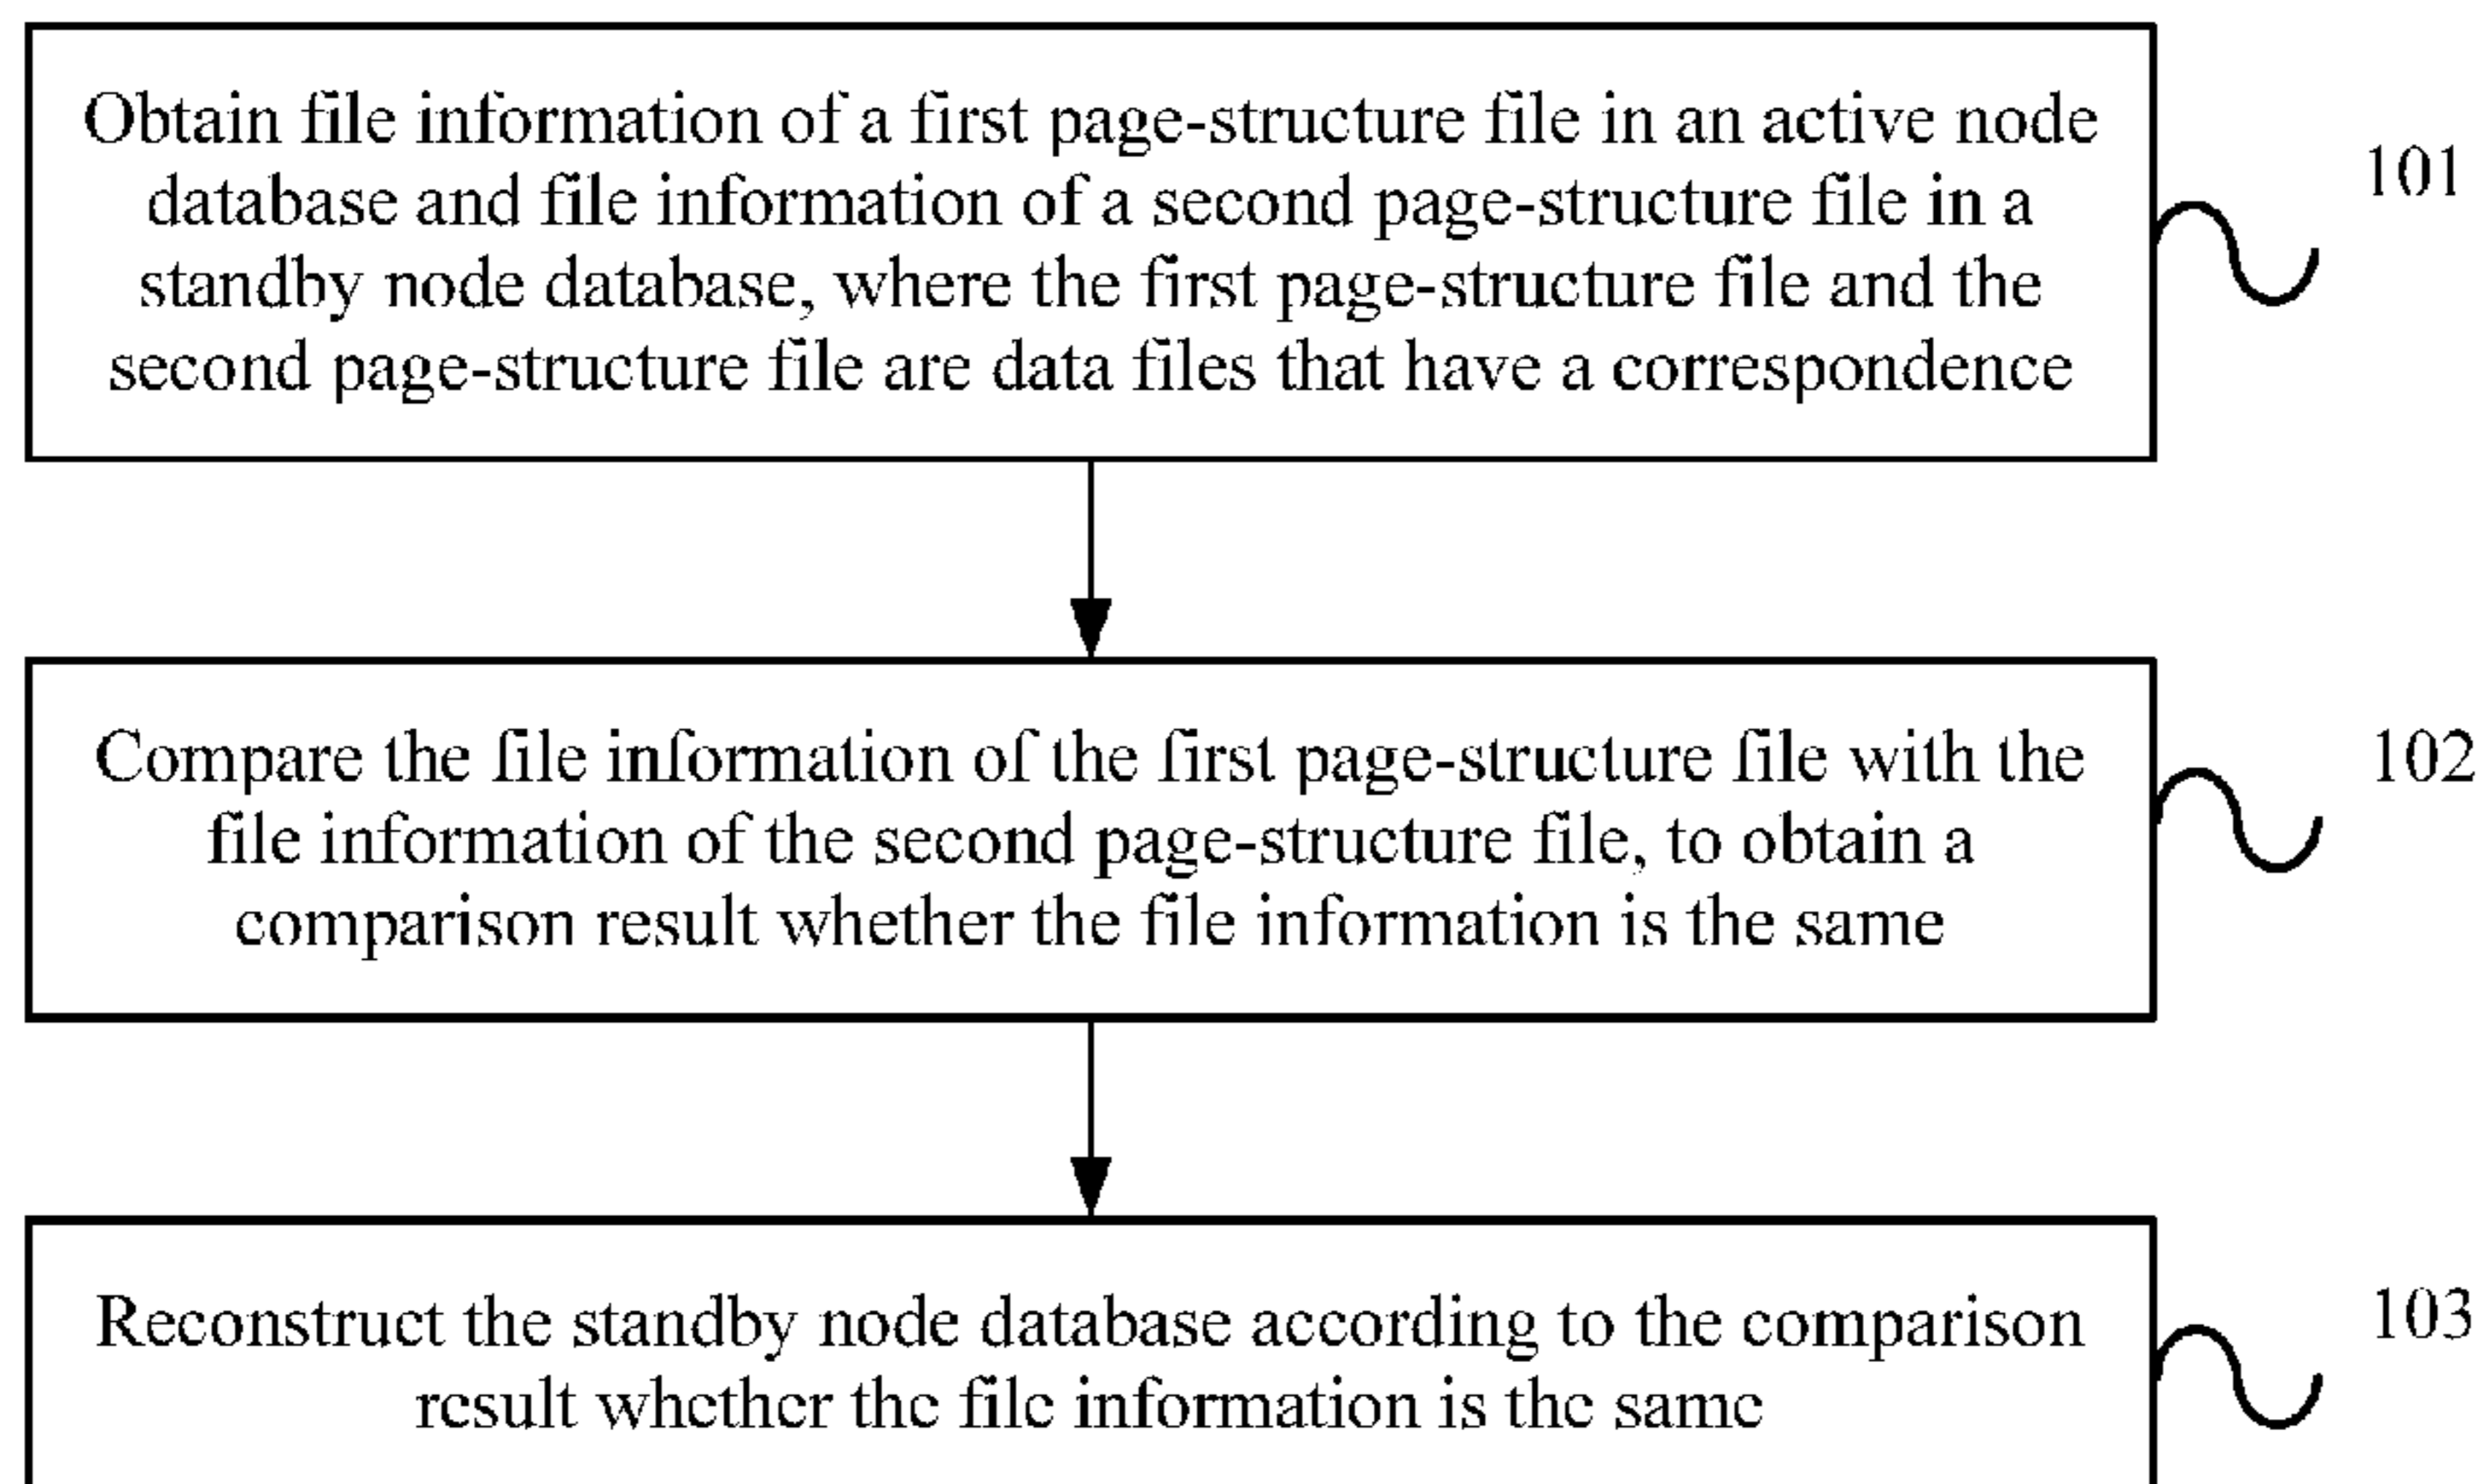 Obtain file information of a first page-structure file in an active node
database and file information of a second page-structure file in a
standby node database, where the first page-structure file and the
second page-structure file are data files that have a correspondence
101
Compare the file information of the first page-structure file with the
file information of the second page-structure file, to obtain a
comparison result whether the file information is the same
102
Reconstruct the standby node database according to the comparison
result whether the file information is the same
103